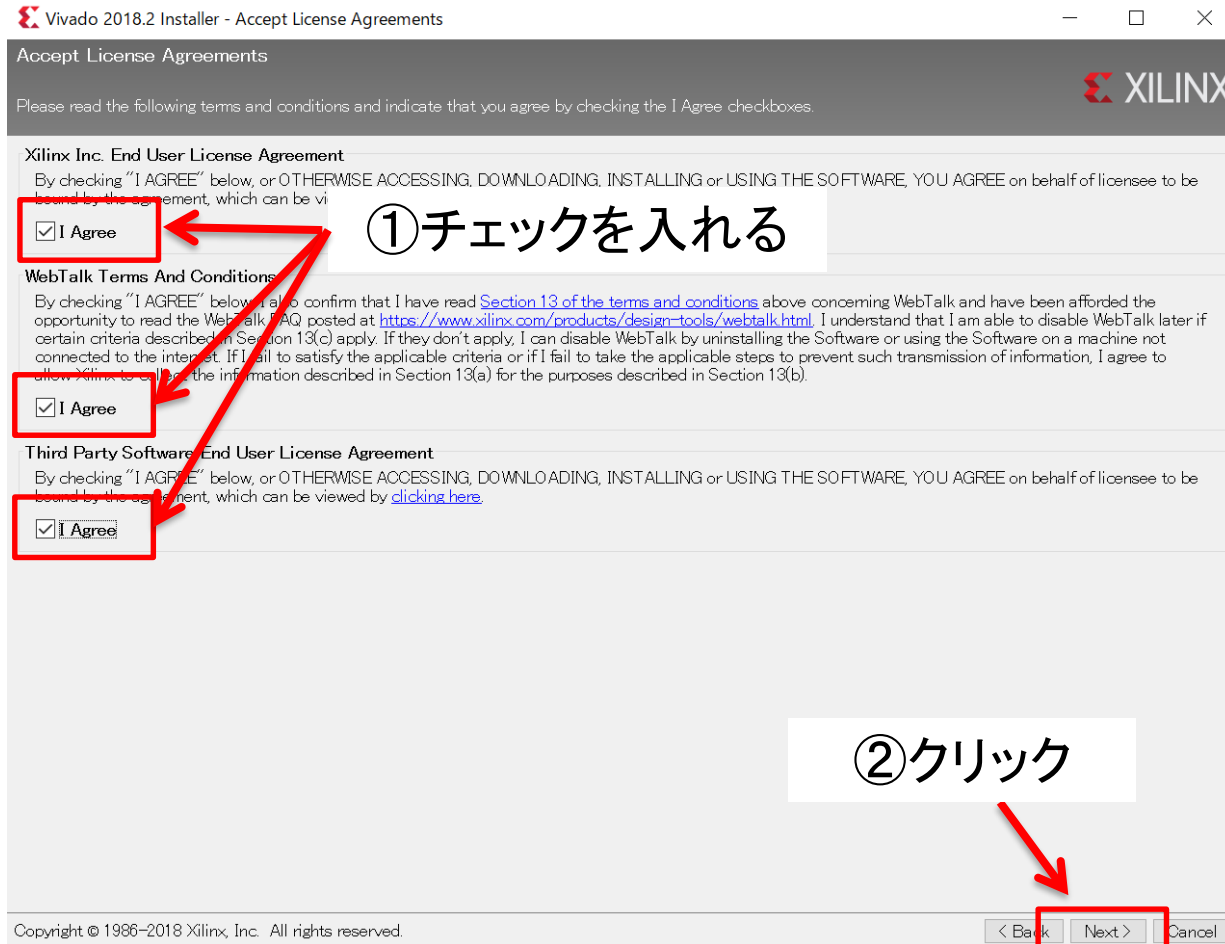 Vivado 2018.2 Installer - Accept License Agreements
Accept License Agreements
XILINX
Please read the following terms and conditions and indicate that you agree by checking the I Agree checkboxes.
Xilinx Inc. End User License Agreement
By checking "I AGREE" below, or OTHERWISE ACCESSING, DOWNLOADING, INSTALLING or USING THE SOFTWARE, YOU AGREE on behalf of licensee to be
bound by the agreement, which can be
①チェックを入れる
I Agree
WebTalk Terms And Conditions
By checking "I AGREE" below, I also confirm that I have read Section 13 of the terms and conditions above concerning WebTalk and have been afforded the
opportunity to read the WebTalk FAQ posted at https://www.xilinx.com/products/design-tools/webtalk.html. I understand that I am able to disable WebTalk later if
certain criteria described in Section 13(c) apply. If they don't apply, I can disable WebTalk by uninstalling the Software or using the Software on a machine not
connected to the internet. If I fail to satisfy the applicable criteria or if I fail to take the applicable steps to prevent such transmission of information, I agree to
allow Xilinx to collect the information described in Section 13(a) for the purposes described in Section 13(b).
I Agree
Third Party Software End User License Agreement
By checking "I AGREE" below, or OTHERWISE ACCESSING, DOWNLOADING, INSTALLING or USING THE SOFTWARE, YOU AGREE on behalf of licensee to be
bound by the agreement, which can be viewed by clicking here.
I Agree
②クリック
Copyright © 1986-2018 Xilinx, Inc. All rights reserved.
< Back Next > Cancel